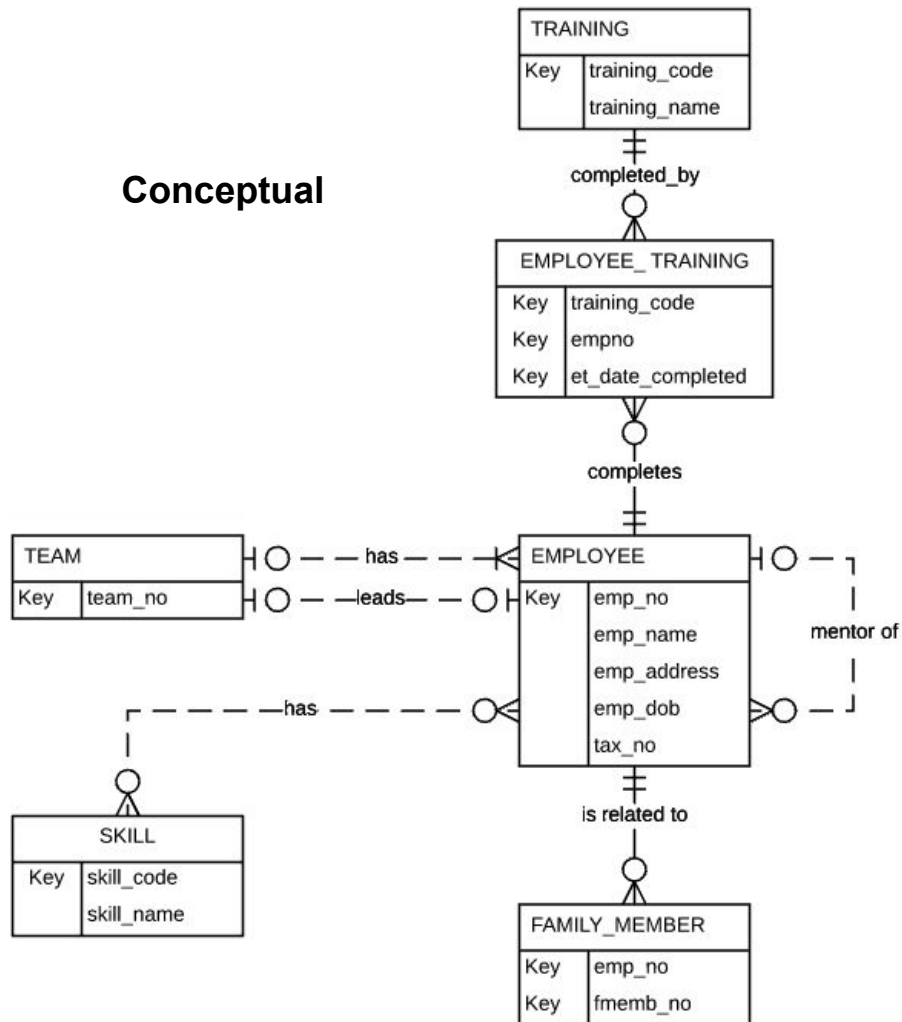 TRAINING
Key training_code
training_name
Conceptual
completed_by
EMPLOYEE_ TRAINING
Key training_code
Key empno
Key et_date_completed
completes
TEAM
Key team_no
has
leads
EMPLOYEE
Key emp_no
emp_name
emp_address
emp_dob
tax_no
mentor of
has
SKILL
Key skill_code
skill_name
is related to
FAMILY_MEMBER
Key emp_no
Key fmemb_no